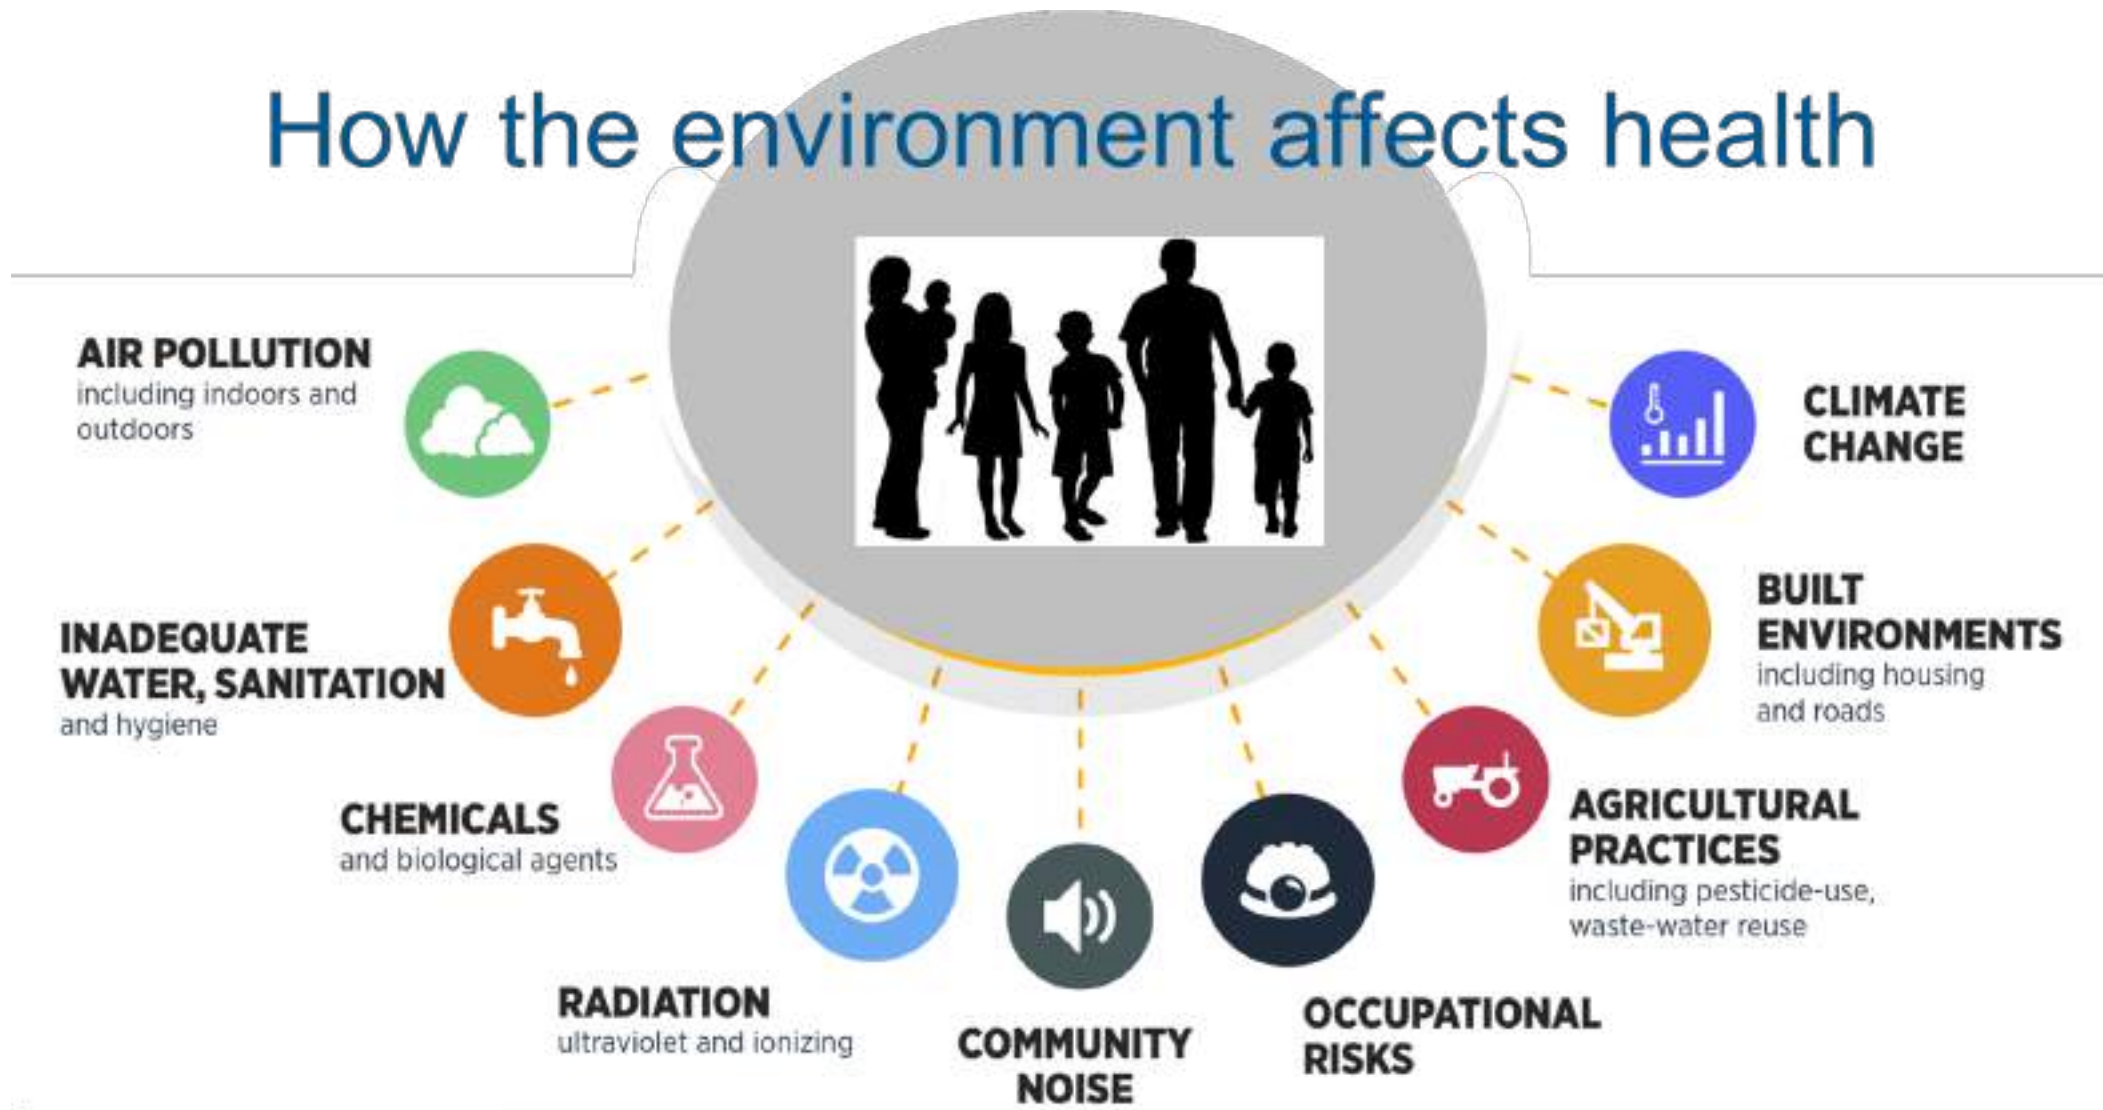 How the environment affects health
AIR POLLUTION
including indoors and
outdoors
INADEQUATE
WATER, SANITATION
and hygiene
CHEMICALS
and biological agents
RADIATION
ultraviolet and ionizing
COMMUNITY
NOISE
OCCUPATIONAL
RISKS
AGRICULTURAL
PRACTICES
including pesticide-use,
waste-water reuse
BUILT
ENVIRONMENTS
including housing
and roads
CLIMATE
CHANGE